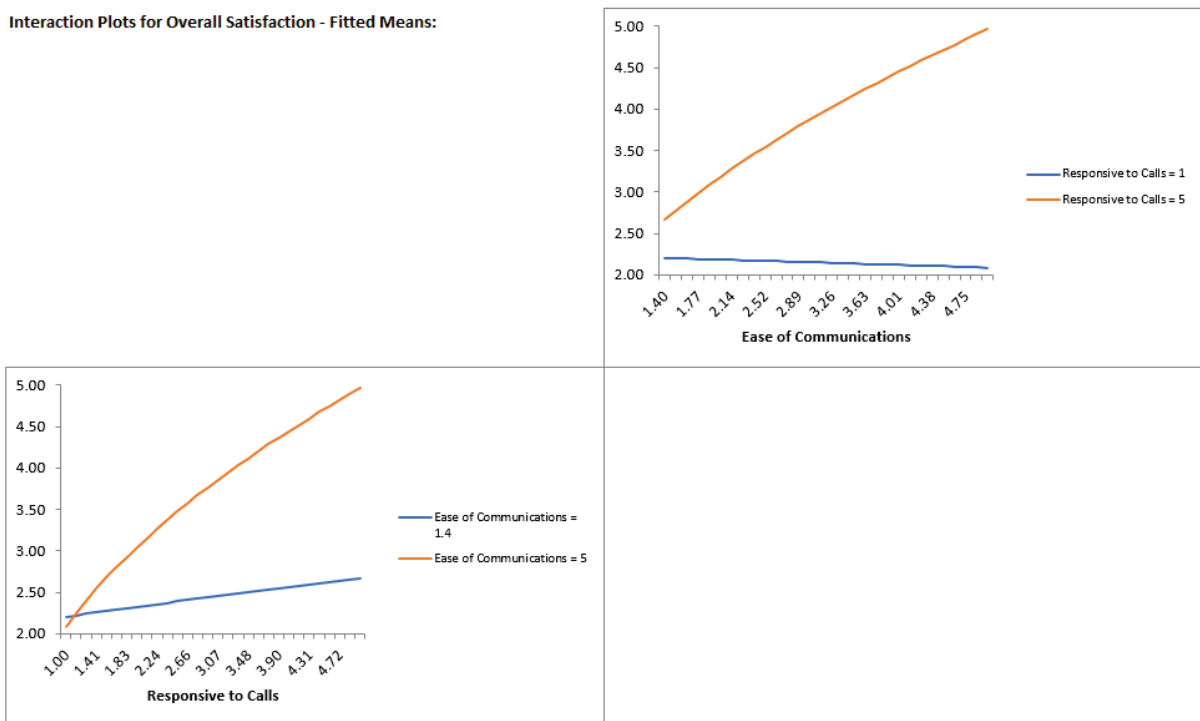 Interaction Plots for Overall Satisfaction - Fitted Means:
5.00
4.50
4.00
3.50
3.00
2.50
2.00
1.40 1.77 2.14 2.52 2.89 3.26 3.63 4.01 4.38 4.75
Ease of Communications
Responsive to Calls = 1
Responsive to Calls = 5
5.00
4.50
4.00
3.50
3.00
2.50
2.00
1.00 1.41 1.83 2.24 2.66 3.07 3.48 3.90 4.31 4.72
Responsive to Calls
Ease of Communications =
1.4
Ease of Communications = 5